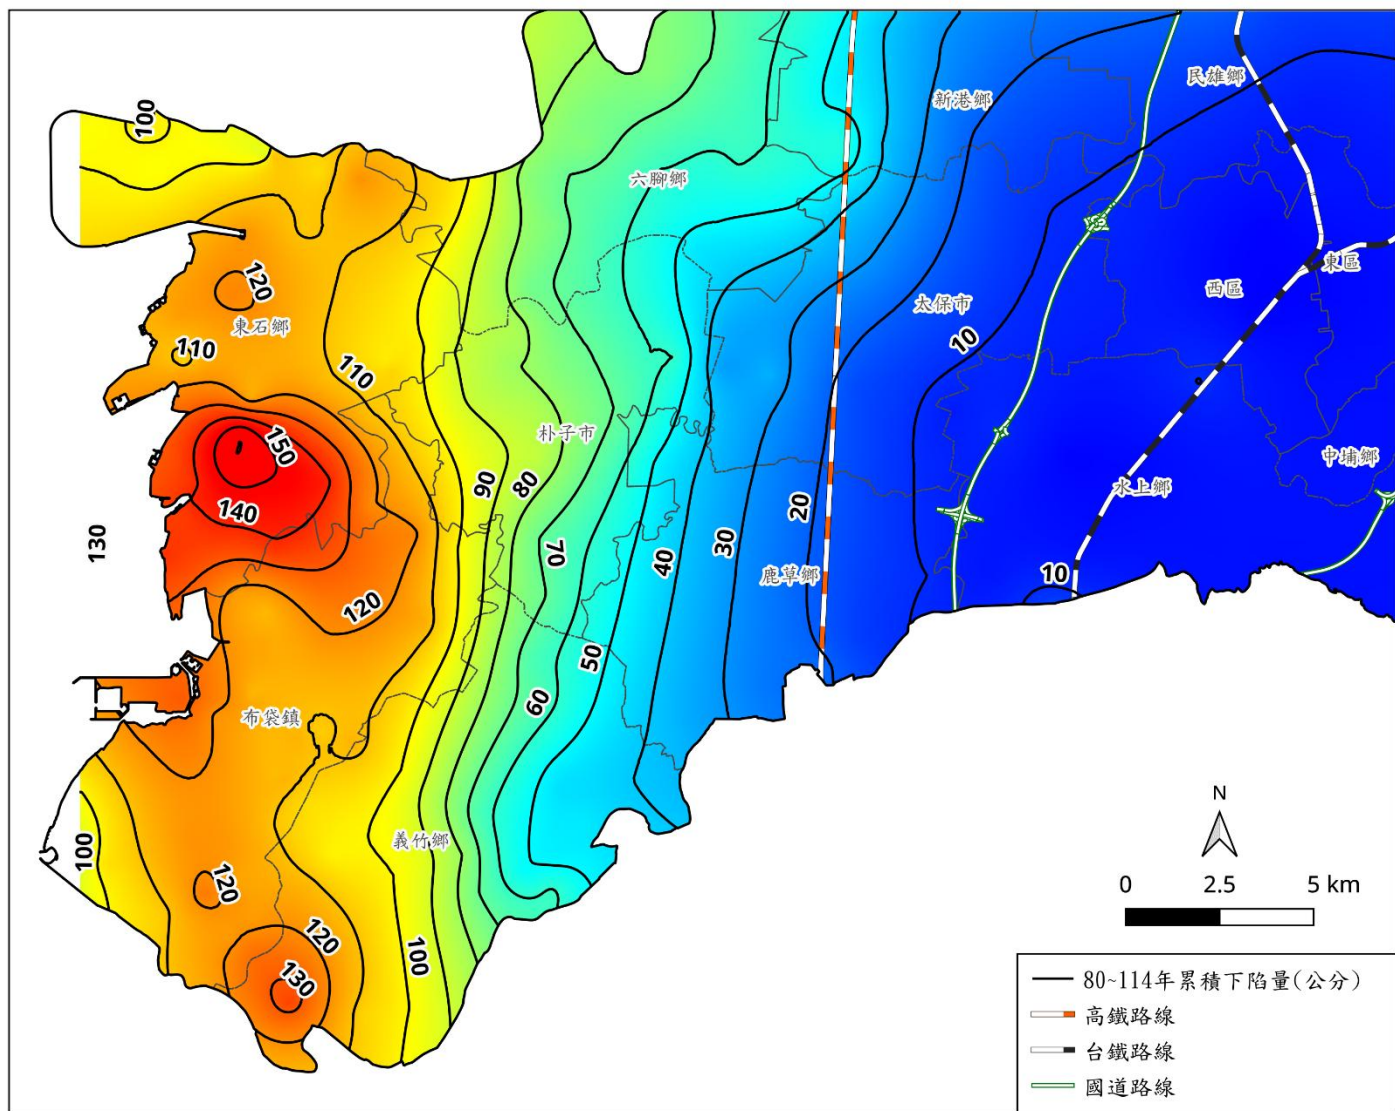 100
民雄鄉
新港鄉
六腳鄉
120
東石鄉
東區
西區
太保市
10
110
110
朴子市
150
90
80
140
中埔鄉
水上鄉
20
130
70
40
30
鹿草鄉
10
120
50
60
布袋鎮
義竹鄉
100
120
120
100
130
N
0 2.5 5 km
80~114年累積下陷量(公分)
高鐵路線
台鐵路線
國道路線